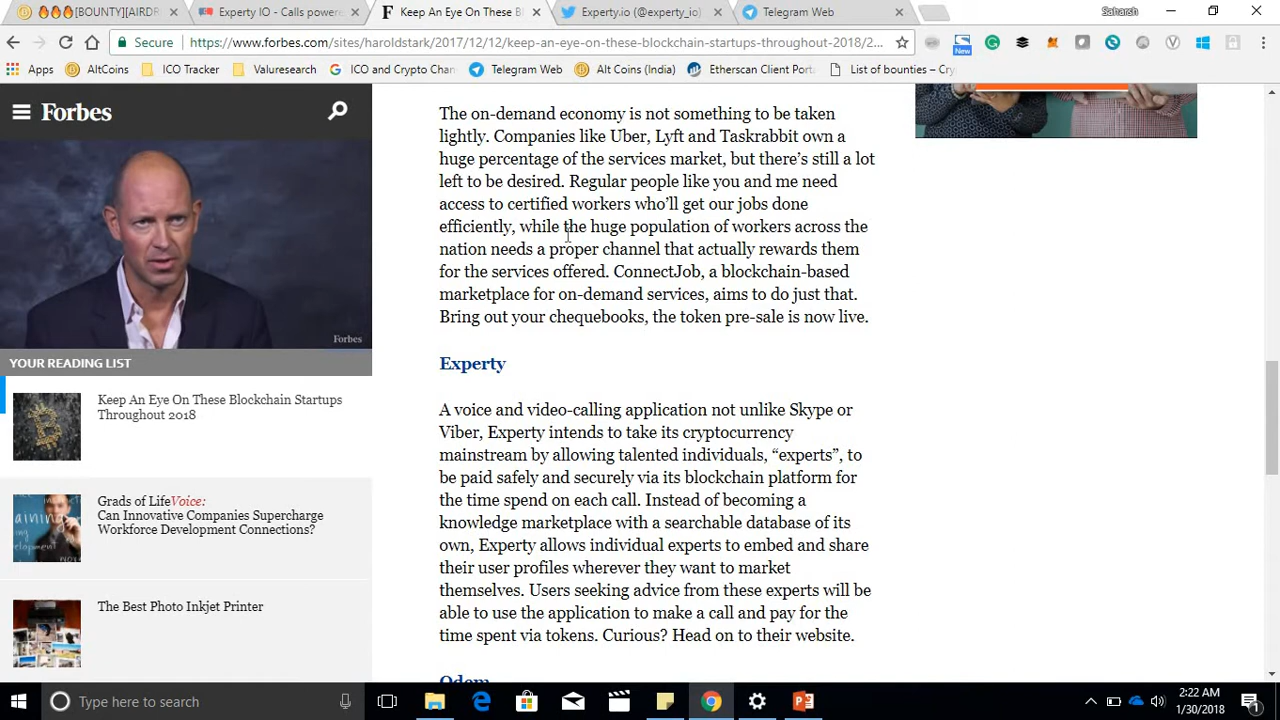 🔥🔥🔥[BOUNTY][AIRD
Experty IO - Calls powere
F Keep An Eye On These B
Experty.io (@experty_io)
Telegram Web
Saharsh
Secure https://www.forbes.com/sites/haroldstark/2017/12/12/keep-an-eye-on-these-blockchain-startups-throughout-2018/2...
New
Apps
AltCoins
ICO Tracker
Valuresearch
ICO and Crypto Chan
Telegram Web
Alt Coins (India)
Etherscan Client Port
List of bounties – Cry
Forbes
Forbes
YOUR READING LIST
Keep An Eye On These Blockchain Startups
Throughout 2018
Grads of LifeVoice:
Can Innovative Companies Supercharge
Workforce Development Connections?
The Best Photo Inkjet Printer
The on-demand economy is not something to be taken
lightly. Companies like Uber, Lyft and Taskrabbit own a
huge percentage of the services market, but there's still a lot
left to be desired. Regular people like you and me need
access to certified workers who'll get our jobs done
efficiently, while the huge population of workers across the
nation needs a proper channel that actually rewards them
for the services offered. ConnectJob, a blockchain-based
marketplace for on-demand services, aims to do just that.
Bring out your chequebooks, the token pre-sale is now live.
Experty
A voice and video-calling application not unlike Skype or
Viber, Experty intends to take its cryptocurrency
mainstream by allowing talented individuals, “experts”, to
be paid safely and securely via its blockchain platform for
the time spend on each call. Instead of becoming a
knowledge marketplace with a searchable database of its
own, Experty allows individual experts to embed and share
their user profiles wherever they want to market
themselves. Users seeking advice from these experts will be
able to use the application to make a call and pay for the
time spent via tokens. Curious? Head on to their website.
Odem
Type here to search
2:22 AM
1/30/2018